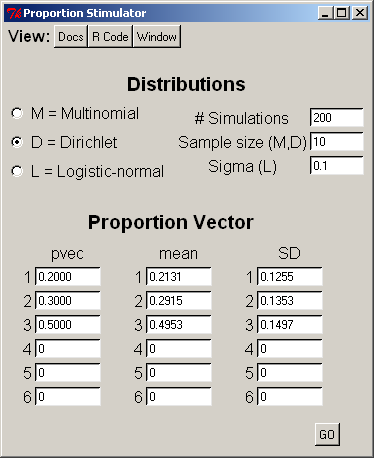 Proportion Stimulator
View: Docs R Code Window
Distributions
M = Multinomial # Simulations 200
D = Dirichlet Sample size (M,D) 10
L = Logistic-normal Sigma (L) 0.1
Proportion Vector
pvec mean SD
1 0.2000 1 0.2131 1 0.1255
2 0.3000 2 0.2915 2 0.1353
3 0.5000 3 0.4953 3 0.1497
4 0 4 0 4 0
5 0 5 0 5 0
6 0 6 0 6 0
GO